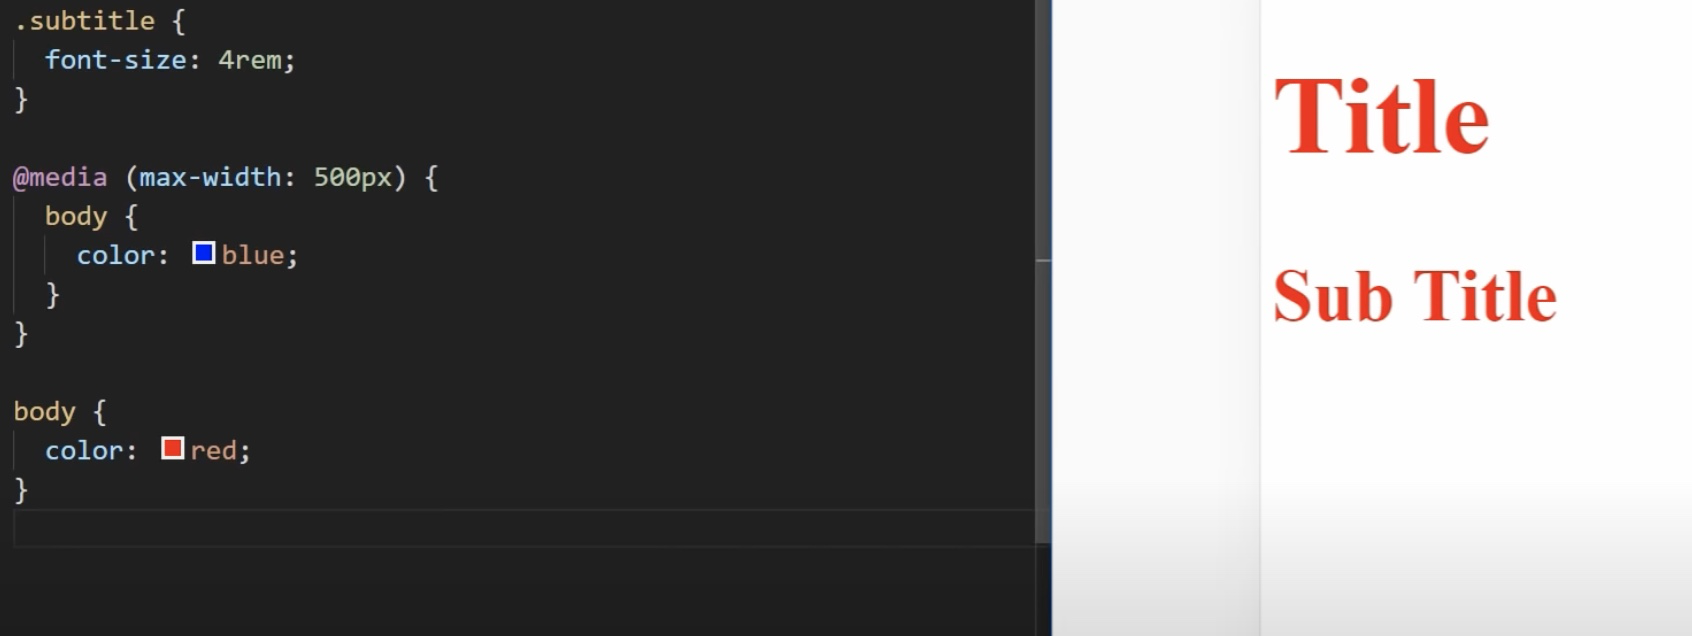 .subtitle {
  font-size: 4rem;
}
@media (max-width: 500px) {
  body {
    color: blue;
  }
}
body {
  color: red;
}
Title
Sub Title